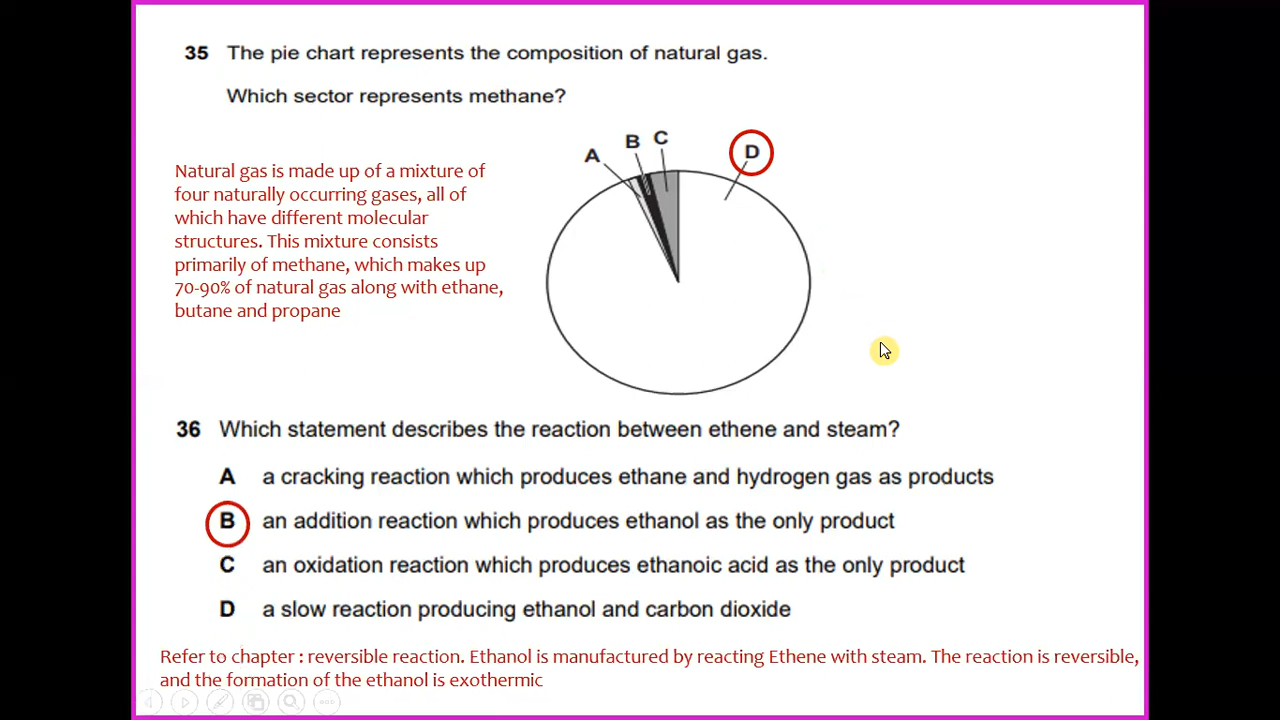 35 The pie chart represents the composition of natural gas.
Which sector represents methane?
A B C D
Natural gas is made up of a mixture of
four naturally occurring gases, all of
which have different molecular
structures. This mixture consists
primarily of methane, which makes up
70-90% of natural gas along with ethane,
butane and propane
36 Which statement describes the reaction between ethene and steam?
A a cracking reaction which produces ethane and hydrogen gas as products
B an addition reaction which produces ethanol as the only product
C an oxidation reaction which produces ethanoic acid as the only product
D a slow reaction producing ethanol and carbon dioxide
Refer to chapter : reversible reaction. Ethanol is manufactured by reacting Ethene with steam. The reaction is reversible,
and the formation of the ethanol is exothermic